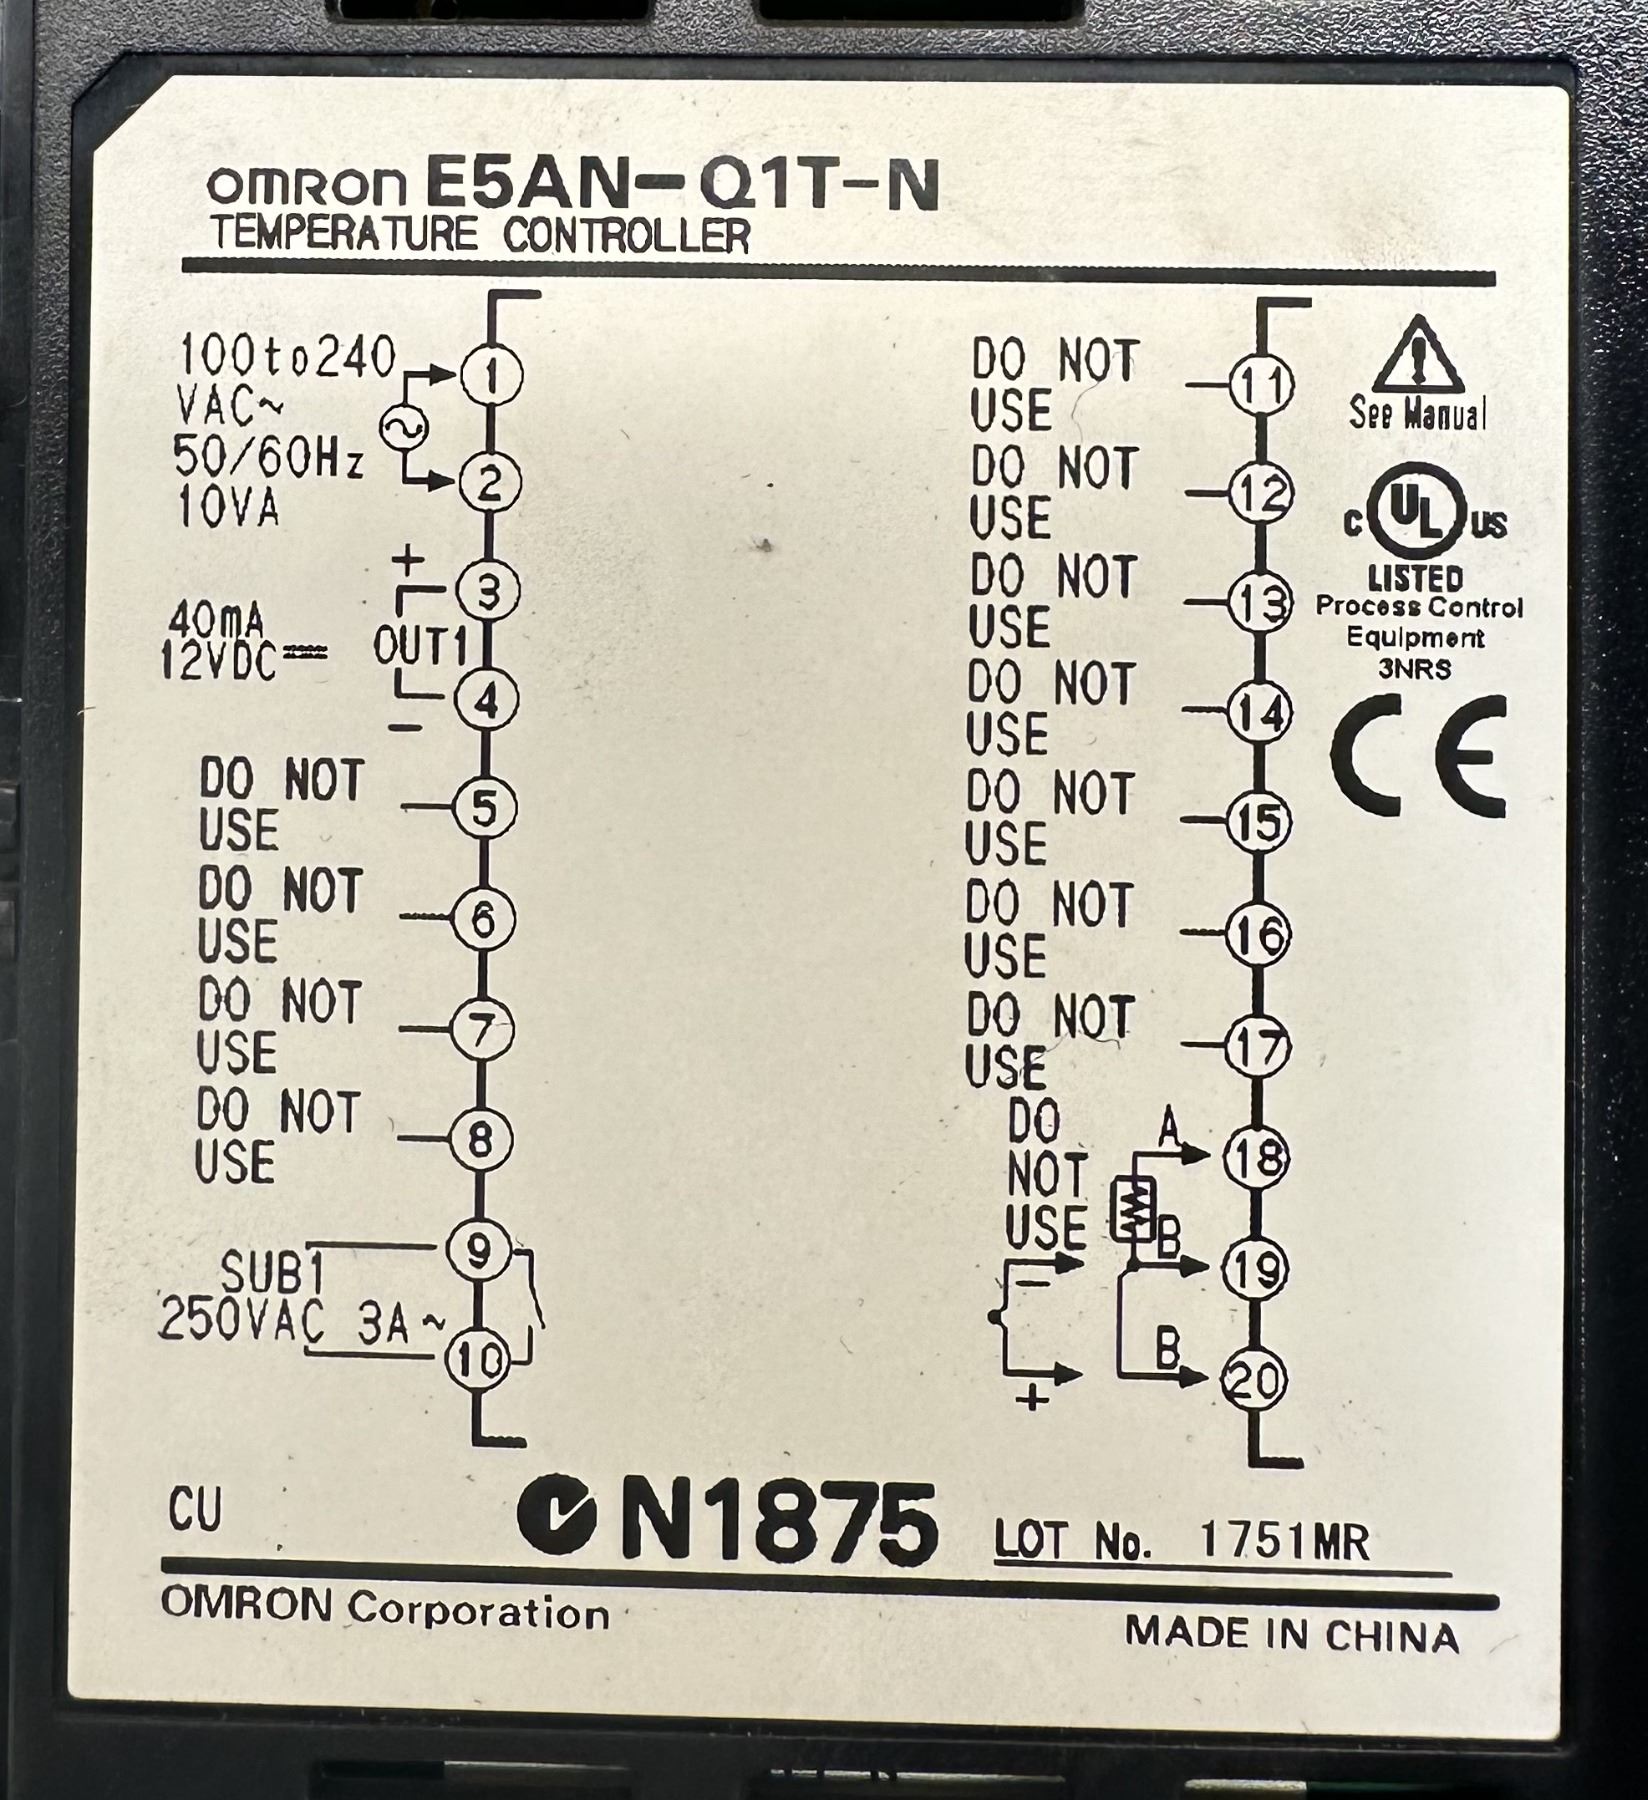 omron E5AN-Q1T-N
TEMPERATURE CONTROLLER
100to240
VAC~
50/60Hz
10VA
1
2
+
3
40mA
12VDC⎓
OUT1
4
−
DO NOT
USE
5
DO NOT
USE
6
DO NOT
USE
7
DO NOT
USE
8
SUB1
250VAC 3A~
9
10
DO NOT
USE
11
DO NOT
USE
12
DO NOT
USE
13
DO NOT
USE
14
DO NOT
USE
15
DO NOT
USE
16
DO NOT
USE
17
DO
NOT
USE
A
18
B
19
−
B
20
+
!
See Manual
C UL US
LISTED
Process Control
Equipment
3NRS
CE
CU
N1875
LOT No. 1751MR
OMRON Corporation
MADE IN CHINA